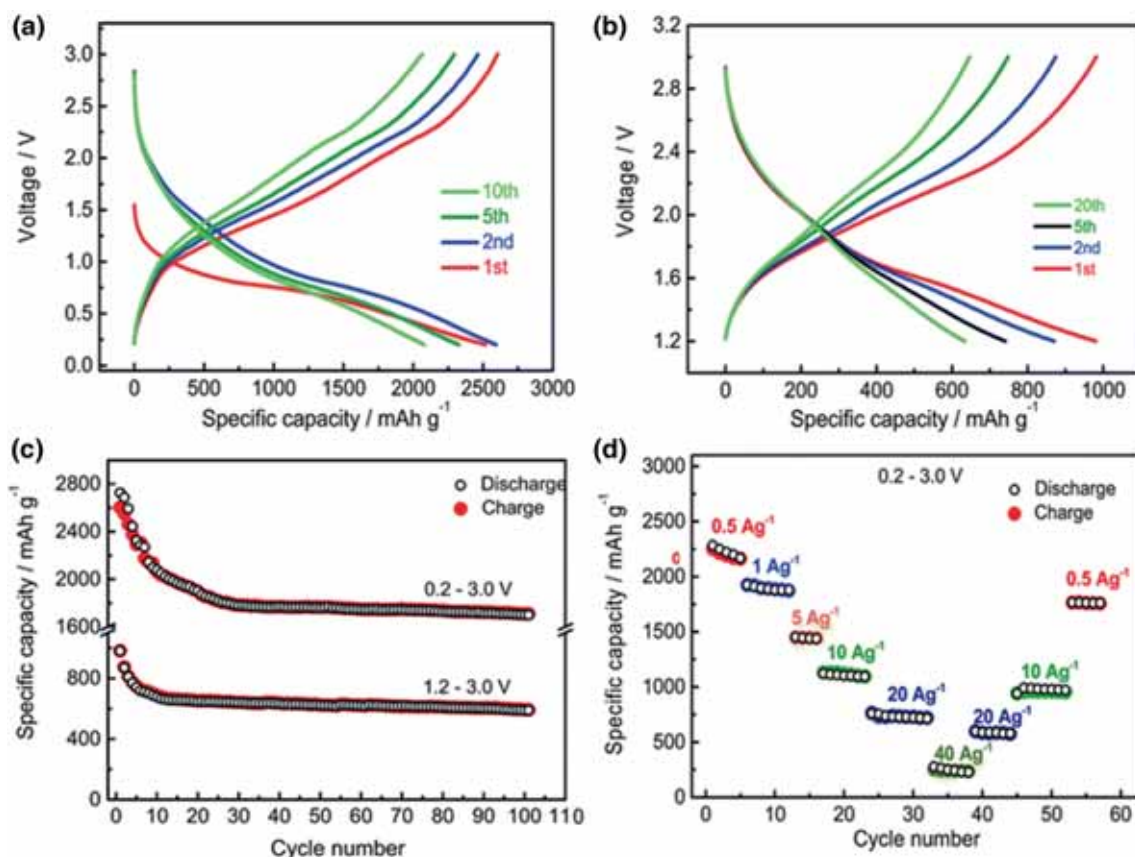 (a)
Voltage / V
3.0
2.5
2.0
1.5
1.0
0.5
0.0
10th
5th
2nd
1st
0 500 1000 1500 2000 2500 3000
Specific capacity / mAh g⁻¹
(b)
Voltage / V
3.2
2.8
2.4
2.0
1.6
1.2
20th
5th
2nd
1st
0 200 400 600 800 1000
Specific capacity / mAh g⁻¹
(c)
Specific capacity / mAh g⁻¹
2800
2400
2000
1600
800
400
0
Discharge
Charge
0.2 - 3.0 V
1.2 - 3.0 V
0 10 20 30 40 50 60 70 80 90 100 110
Cycle number
(d)
Specific capacity / mAh g⁻¹
3000
2500
2000
1500
1000
500
0
0.2 - 3.0 V
Discharge
Charge
0
0.5 Ag⁻¹
1 Ag⁻¹
5 Ag⁻¹
10 Ag⁻¹
20 Ag⁻¹
40 Ag⁻¹
20 Ag⁻¹
10 Ag⁻¹
0.5 Ag⁻¹
0 10 20 30 40 50 60
Cycle number